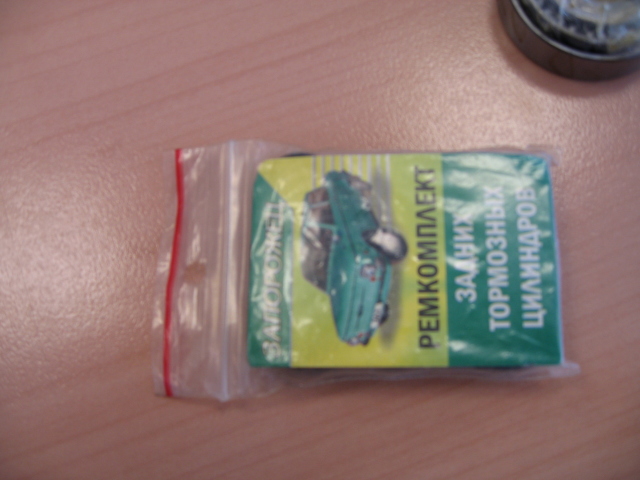 ЗАПОРОЖЕЦ
РЕМКОМПЛЕКТ
ЗАДНИХ
ТОРМОЗНЫХ
ЦИЛИНДРОВ